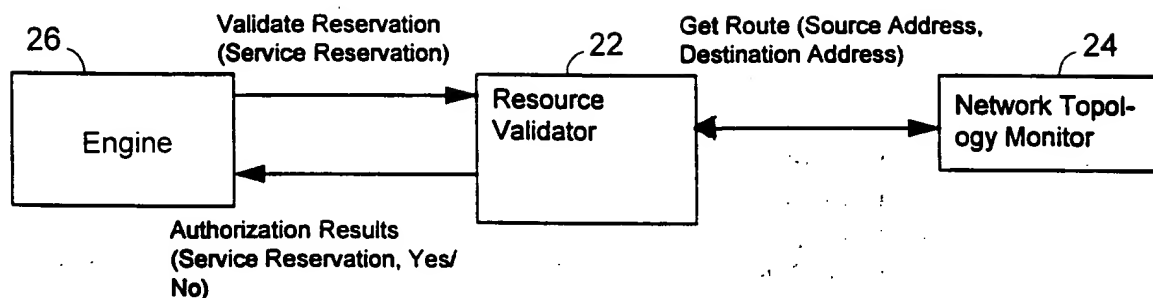 26
Validate Reservation
(Service Reservation)
22
Get Route (Source Address,
Destination Address)
24
Engine
Resource
Validator
Network Topol-
ogy Monitor
Authorization Results
(Service Reservation, Yes/
No)